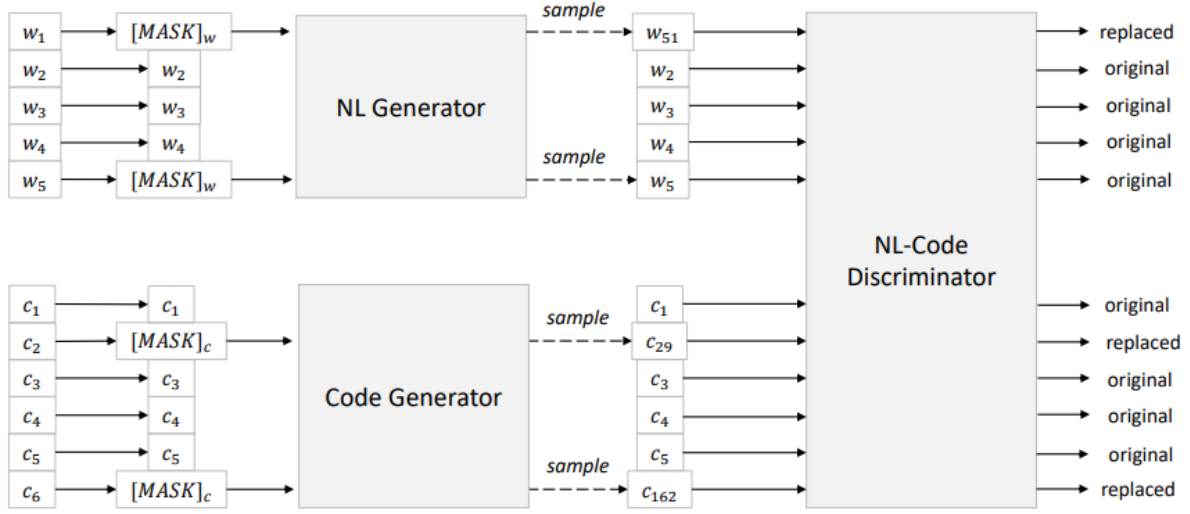 w₁ [MASK]w sample w₅₁ replaced
w₂ w₂ w₂ original
w₃ w₃ NL Generator w₃ original
w₄ w₄ w₄ original
w₅ [MASK]w sample w₅ original
NL-Code
Discriminator
c₁ c₁ c₁ original
c₂ [MASK]c sample c₂₉ replaced
c₃ c₃ c₃ original
c₄ c₄ Code Generator c₄ original
c₅ c₅ c₅ original
c₆ [MASK]c sample c₁₆₂ replaced